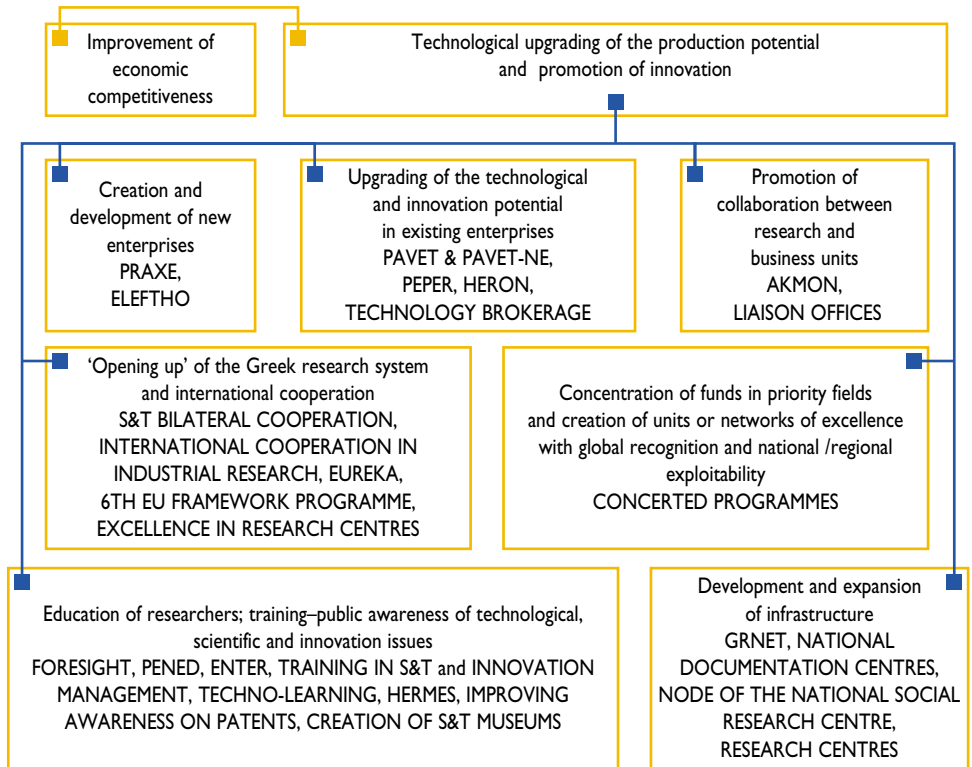 Improvement of
economic
competitiveness
Technological upgrading of the production potential
and promotion of innovation
Creation and
development of new
enterprises
PRAXE,
ELEFTHO
Upgrading of the technological
and innovation potential
in existing enterprises
PAVET & PAVET-NE,
PEPER, HERON,
TECHNOLOGY BROKERAGE
Promotion of
collaboration between
research and
business units
AKMON,
LIAISON OFFICES
‘Opening up’ of the Greek research system
and international cooperation
S&T BILATERAL COOPERATION,
INTERNATIONAL COOPERATION IN
INDUSTRIAL RESEARCH, EUREKA,
6TH EU FRAMEWORK PROGRAMME,
EXCELLENCE IN RESEARCH CENTRES
Concentration of funds in priority fields
and creation of units or networks of excellence
with global recognition and national /regional
exploitability
CONCERTED PROGRAMMES
Education of researchers; training–public awareness of technological,
scientific and innovation issues
FORESIGHT, PENED, ENTER, TRAINING IN S&T and INNOVATION
MANAGEMENT, TECHNO-LEARNING, HERMES, IMPROVING
AWARENESS ON PATENTS, CREATION OF S&T MUSEUMS
Development and expansion
of infrastructure
GRNET, NATIONAL
DOCUMENTATION CENTRES,
NODE OF THE NATIONAL SOCIAL
RESEARCH CENTRE,
RESEARCH CENTRES